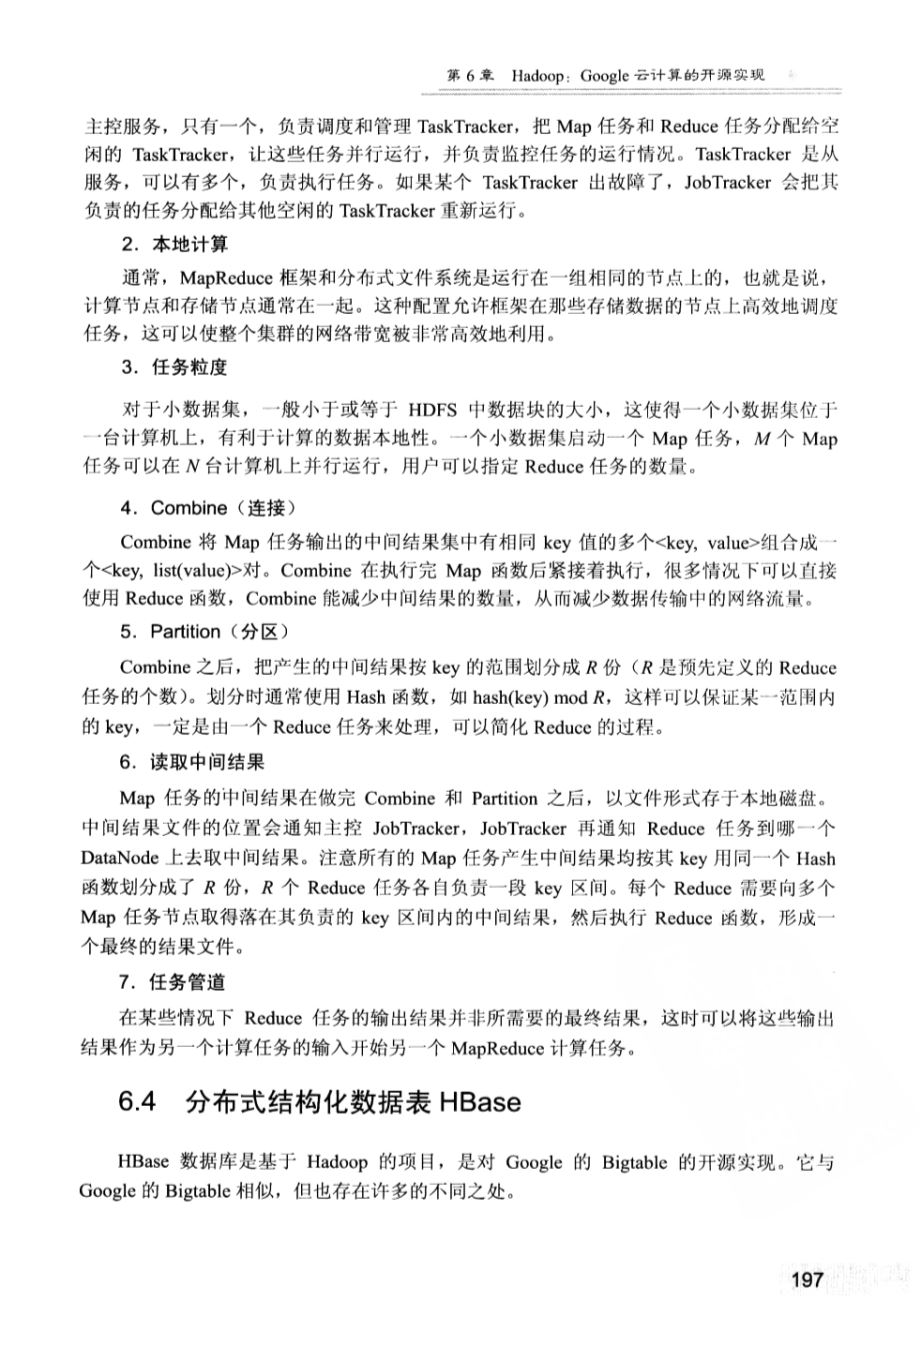 第 6 章 Hadoop：Google 云计算的开源实现
主控服务，只有一个，负责调度和管理 TaskTracker，把 Map 任务和 Reduce 任务分配给空
闲的 TaskTracker，让这些任务并行运行，并负责监控任务的运行情况。TaskTracker 是从
服务，可以有多个，负责执行任务。如果某个 TaskTracker 出故障了，JobTracker 会把其
负责的任务分配给其他空闲的 TaskTracker 重新运行。
2．本地计算
通常，MapReduce 框架和分布式文件系统是运行在一组相同的节点上的，也就是说，
计算节点和存储节点通常在一起。这种配置允许框架在那些存储数据的节点上高效地调度
任务，这可以使整个集群的网络带宽被非常高效地利用。
3．任务粒度
对于小数据集，一般小于或等于 HDFS 中数据块的大小，这使得一个小数据集位于
一台计算机上，有利于计算的数据本地性。一个小数据集启动一个 Map 任务，M 个 Map
任务可以在 N 台计算机上并行运行，用户可以指定 Reduce 任务的数量。
4．Combine（连接）
Combine 将 Map 任务输出的中间结果集中有相同 key 值的多个<key, value>组合成一
个<key, list(value)>对。Combine 在执行完 Map 函数后紧接着执行，很多情况下可以直接
使用 Reduce 函数，Combine 能减少中间结果的数量，从而减少数据传输中的网络流量。
5．Partition（分区）
Combine 之后，把产生的中间结果按 key 的范围划分成 R 份（R 是预先定义的 Reduce
任务的个数）。划分时通常使用 Hash 函数，如 hash(key) mod R，这样可以保证某一范围内
的 key，一定是由一个 Reduce 任务来处理，可以简化 Reduce 的过程。
6．读取中间结果
Map 任务的中间结果在做完 Combine 和 Partition 之后，以文件形式存于本地磁盘。
中间结果文件的位置会通知主控 JobTracker，JobTracker 再通知 Reduce 任务到哪一个
DataNode 上去取中间结果。注意所有的 Map 任务产生中间结果均按其 key 用同一个 Hash
函数划分成了 R 份，R 个 Reduce 任务各自负责一段 key 区间。每个 Reduce 需要向多个
Map 任务节点取得落在其负责的 key 区间内的中间结果，然后执行 Reduce 函数，形成一
个最终的结果文件。
7．任务管道
在某些情况下 Reduce 任务的输出结果并非所需要的最终结果，这时可以将这些输出
结果作为另一个计算任务的输入开始另一个 MapReduce 计算任务。
6.4 分布式结构化数据表 HBase
HBase 数据库是基于 Hadoop 的项目，是对 Google 的 Bigtable 的开源实现。它与
Google 的 Bigtable 相似，但也存在许多的不同之处。
197